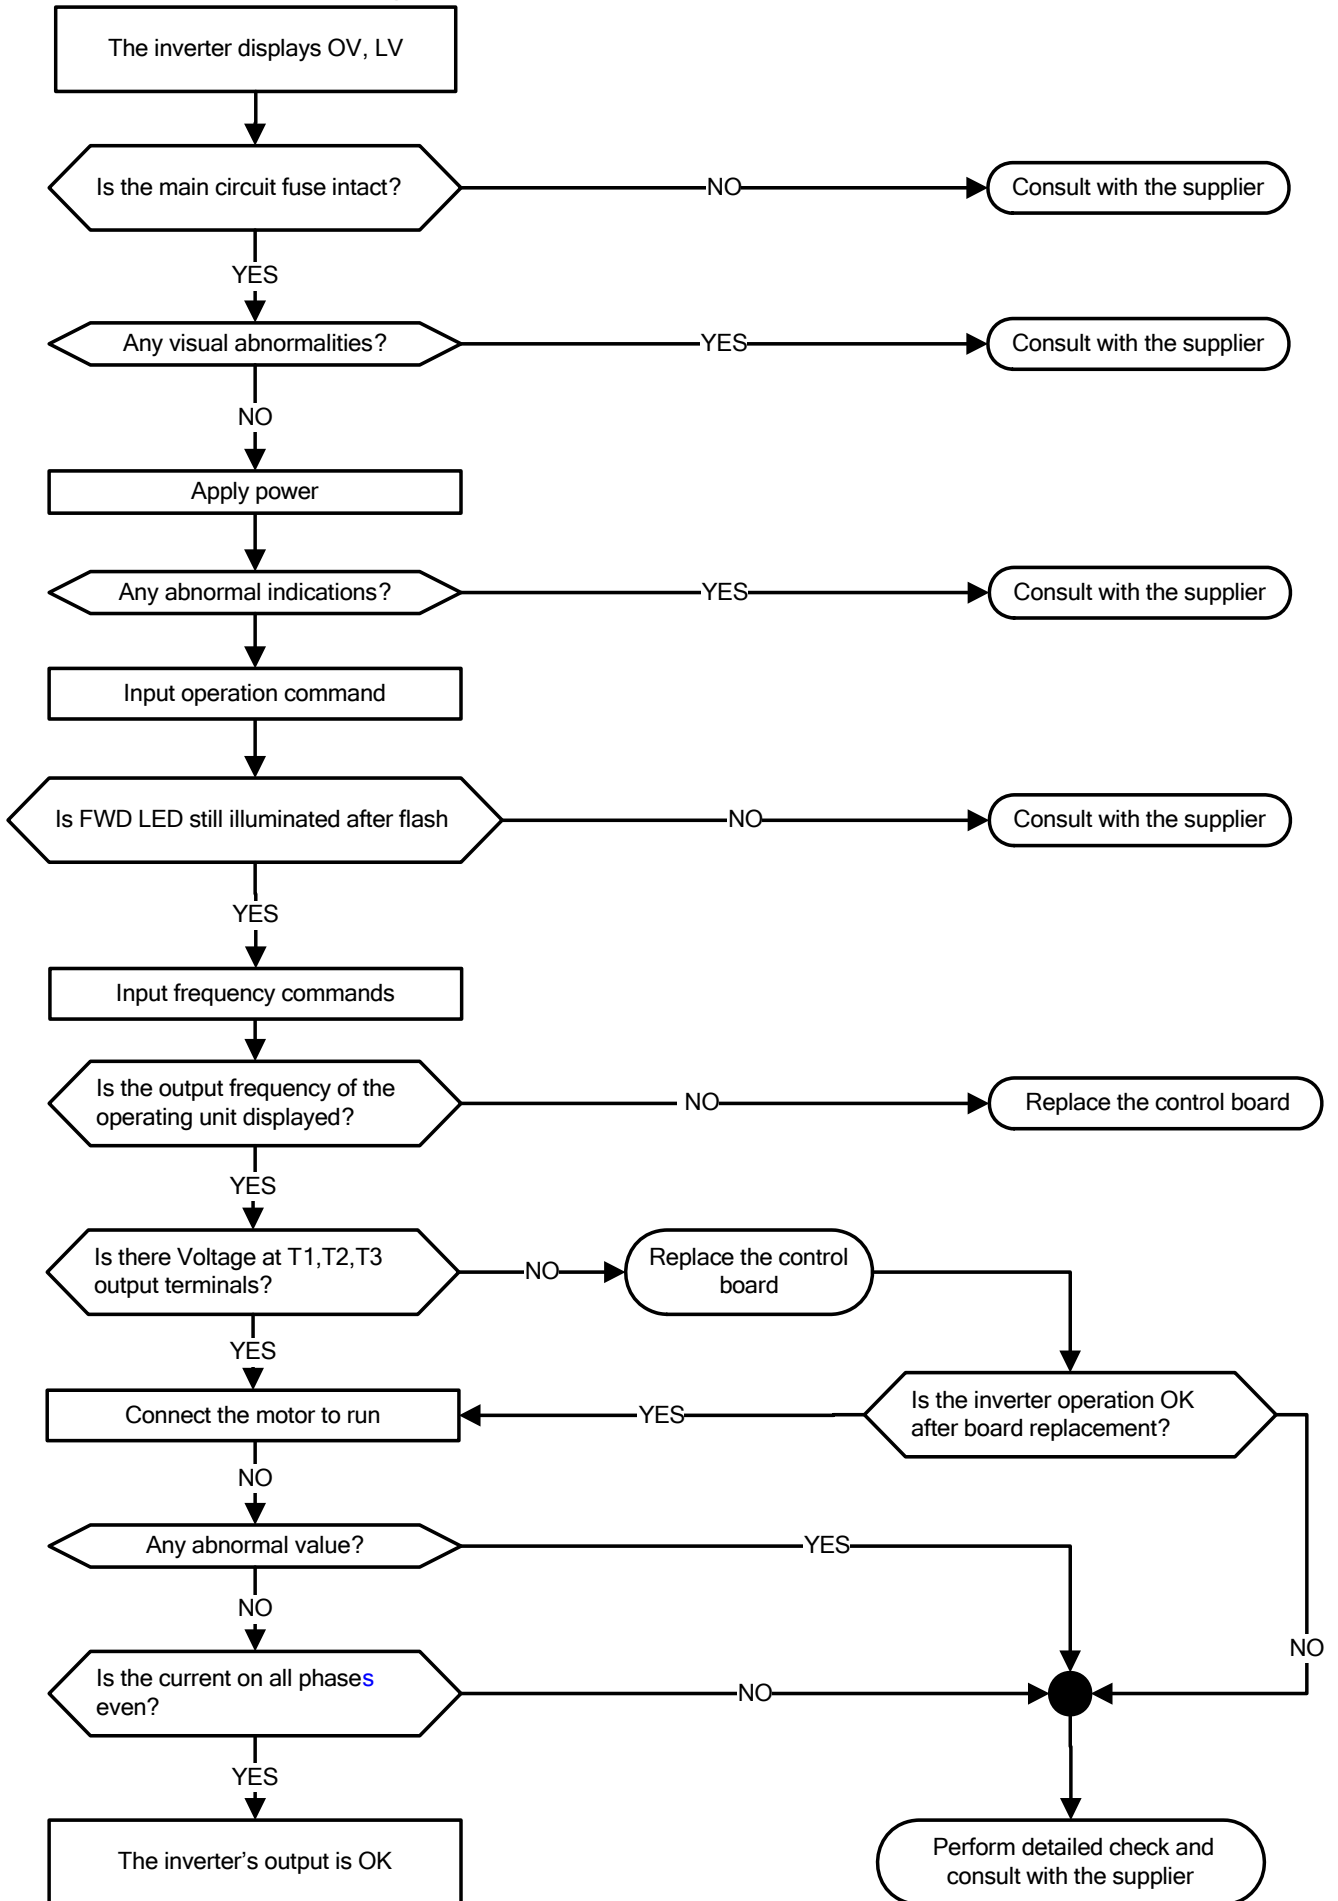 The inverter displays OV, LV
Is the main circuit fuse intact?
NO
Consult with the supplier
YES
Any visual abnormalities?
YES
Consult with the supplier
NO
Apply power
Any abnormal indications?
YES
Consult with the supplier
Input operation command
Is FWD LED still illuminated after flash
NO
Consult with the supplier
YES
Input frequency commands
Is the output frequency of the
operating unit displayed?
NO
Replace the control board
YES
Is there Voltage at T1,T2,T3
output terminals?
NO
Replace the control
board
YES
Connect the motor to run
YES
Is the inverter operation OK
after board replacement?
NO
Any abnormal value?
YES
NO
NO
Is the current on all phases
even?
NO
YES
The inverter's output is OK
Perform detailed check and
consult with the supplier